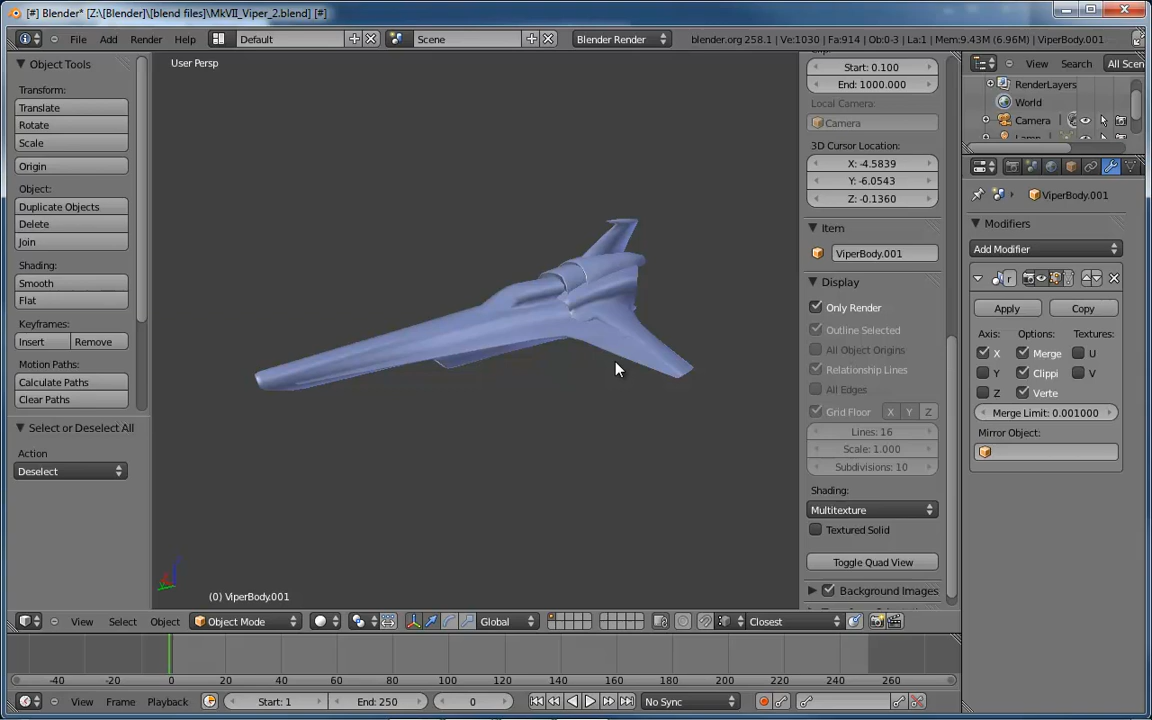 [#] Blender* [Z:\[Blender]\[blend files]\MkVII_Viper_2.blend] [#]
File Add Render Help Default Scene Blender Render blender.org 258.1 | Ve:1030 | Fa:914 | Ob:0-3 | La:1 | Mem:9.43M (6.96M) | ViperBody.001
Object Tools
Transform:
Translate
Rotate
Scale
Origin
Object:
Duplicate Objects
Delete
Join
Shading:
Smooth
Flat
Keyframes:
Insert Remove
Motion Paths:
Calculate Paths
Clear Paths
Select or Deselect All
Action
Deselect
User Persp
(0) ViperBody.001
Start: 0.100
End: 1000.000
Local Camera:
Camera
3D Cursor Location:
X: -4.5839
Y: -6.0543
Z: -0.1360
Item
ViperBody.001
Display
Only Render
Outline Selected
All Object Origins
Relationship Lines
All Edges
Grid Floor X Y Z
Lines: 16
Scale: 1.000
Subdivisions: 10
Shading:
Multitexture
Textured Solid
Toggle Quad View
Background Images
View Search All Scen
RenderLayers
World
Camera
ViperBody.001
Modifiers
Add Modifier
r
Apply Copy
Axis: Options: Textures:
X Merge U
Y Clippi V
Z Verte
Merge Limit: 0.001000
Mirror Object:
View Select Object Object Mode Global Closest
-40 -20 0 20 40 60 80 100 120 140 160 180 200 220 240 260
View Frame Playback Start: 1 End: 250 0 No Sync